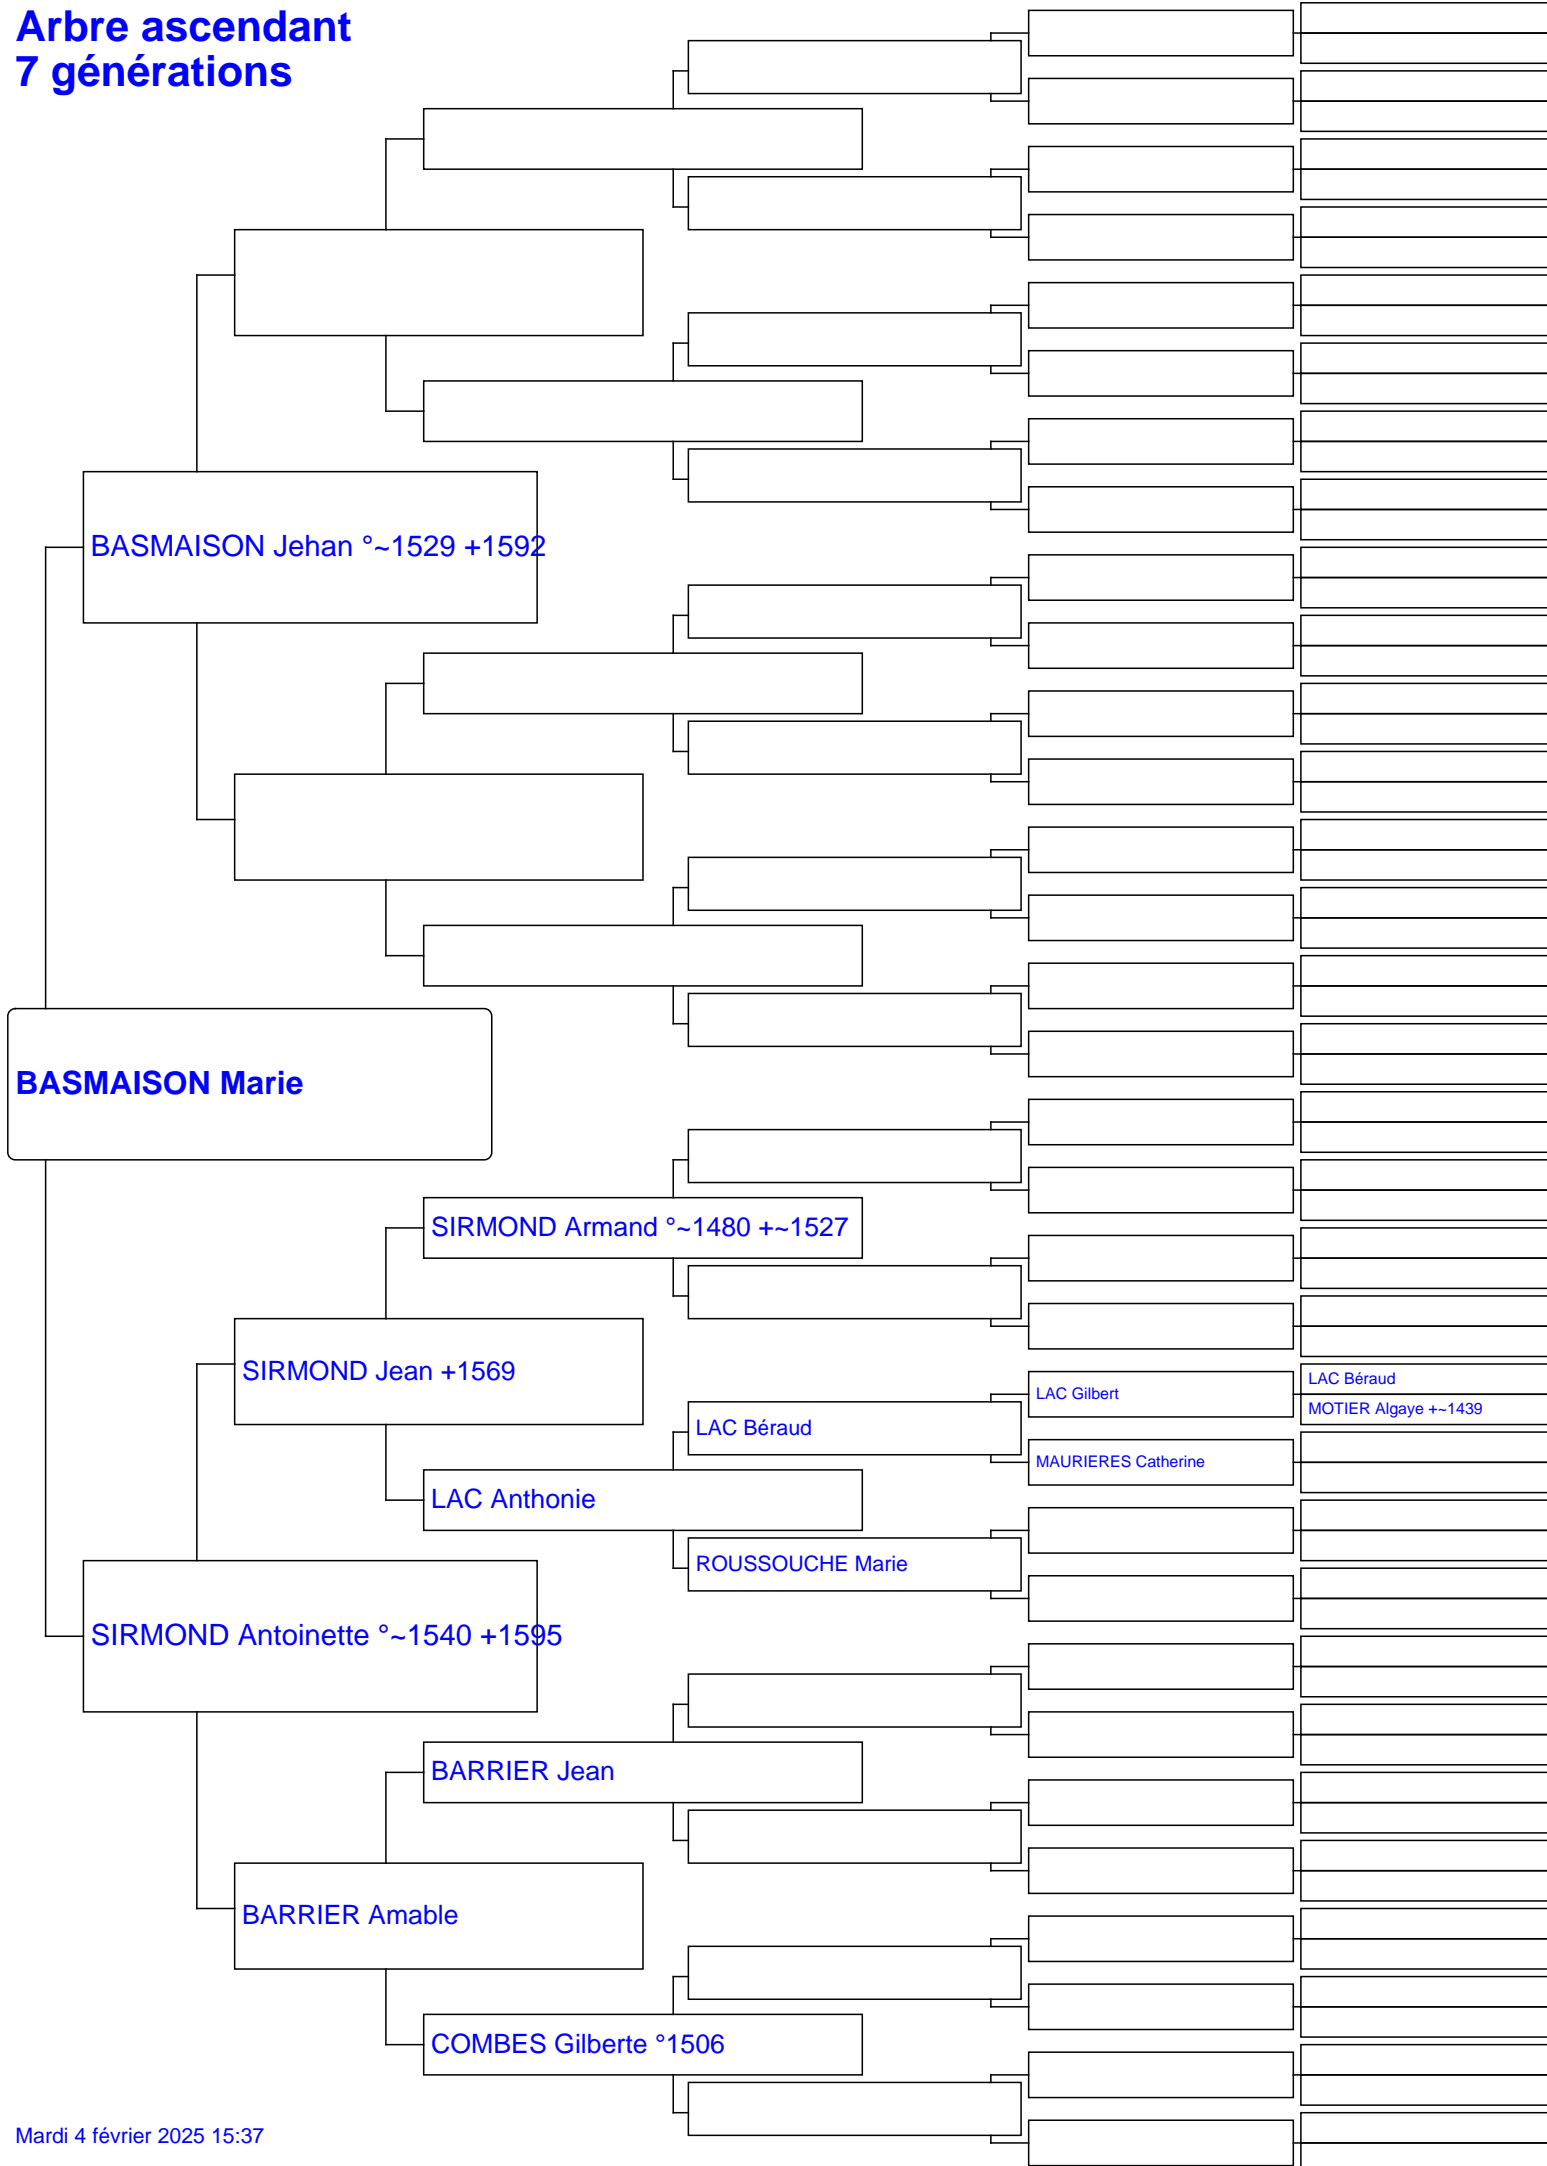 Arbre ascendant
7 générations
BASMAISON Jehan °~1529 +1592
BASMAISON Marie
SIRMOND Armand °~1480 +~1527
SIRMOND Jean +1569
LAC Gilbert
LAC Béraud
MOTIER Algaye +~1439
LAC Béraud
MAURIERES Catherine
LAC Anthonie
ROUSSOUCHE Marie
SIRMOND Antoinette °~1540 +1595
BARRIER Jean
BARRIER Amable
COMBES Gilberte °1506
Mardi 4 février 2025 15:37